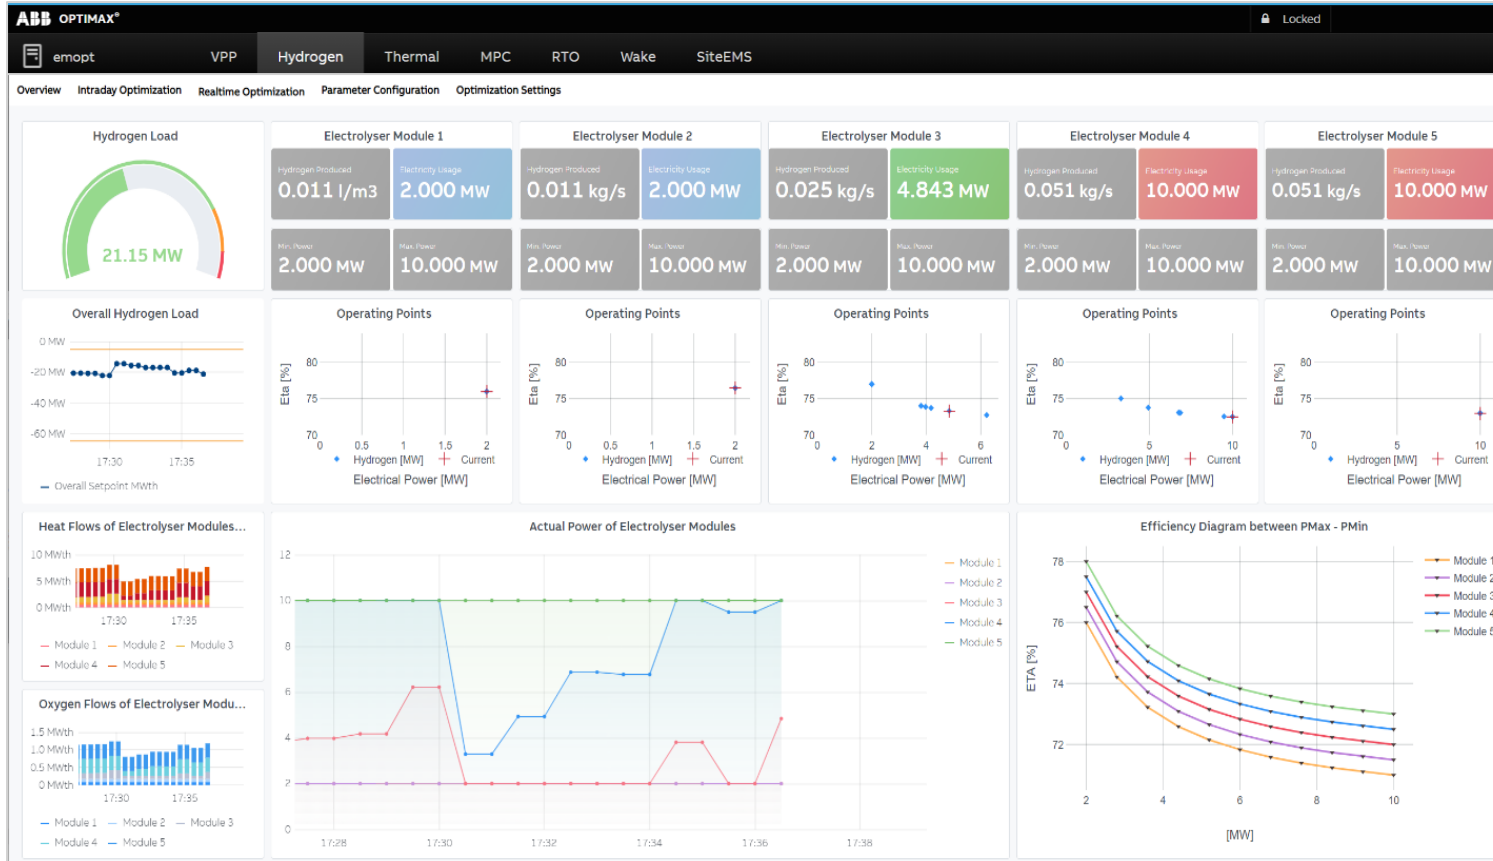 ABB OPTIMAX®
Locked
emopt VPP Hydrogen Thermal MPC RTO Wake SiteEMS
Overview Intraday Optimization Realtime Optimization Parameter Configuration Optimization Settings
Hydrogen Load
21.15 MW
Electrolyser Module 1
Hydrogen Produced
0.011 l/m3
Electricity Usage
2.000 MW
Min. Power
2.000 MW
Max. Power
10.000 MW
Electrolyser Module 2
Hydrogen Produced
0.011 kg/s
Electricity Usage
2.000 MW
Min. Power
2.000 MW
Max. Power
10.000 MW
Electrolyser Module 3
Hydrogen Produced
0.025 kg/s
Electricity Usage
4.843 MW
Min. Power
2.000 MW
Max. Power
10.000 MW
Electrolyser Module 4
Hydrogen Produced
0.051 kg/s
Electricity Usage
10.000 MW
Min. Power
2.000 MW
Max. Power
10.000 MW
Electrolyser Module 5
Hydrogen Produced
0.051 kg/s
Electricity Usage
10.000 MW
Min. Power
2.000 MW
Max. Power
10.000 MW
Overall Hydrogen Load
0 MW
-20 MW
-40 MW
-60 MW
17:30 17:35
Overall Setpoint MWth
Operating Points
Eta [%]
80
75
70
0 0.5 1 1.5 2
Hydrogen [MW] Current
Electrical Power [MW]
Operating Points
Eta [%]
80
75
70
0 0.5 1 1.5 2
Hydrogen [MW] Current
Electrical Power [MW]
Operating Points
Eta [%]
80
75
70
0 2 4 6
Hydrogen [MW] Current
Electrical Power [MW]
Operating Points
Eta [%]
80
75
70
0 5 10
Hydrogen [MW] Current
Electrical Power [MW]
Operating Points
Eta [%]
80
75
70
0 5 10
Hydrogen [MW] Current
Electrical Power [MW]
Heat Flows of Electrolyser Modules...
10 MWth
5 MWth
0 MWth
17:30 17:35
Module 1 Module 2 Module 3
Module 4 Module 5
Oxygen Flows of Electrolyser Modu...
1.5 MWth
1.0 MWth
0.5 MWth
0 MWth
17:30 17:35
Module 1 Module 2 Module 3
Module 4 Module 5
Actual Power of Electrolyser Modules
12
10
8
6
4
2
0
17:28 17:30 17:32 17:34 17:36 17:38
Module 1
Module 2
Module 3
Module 4
Module 5
Efficiency Diagram between PMax - PMin
ETA [%]
78
76
74
72
2 4 6 8 10
[MW]
Module 1
Module 2
Module 3
Module 4
Module 5